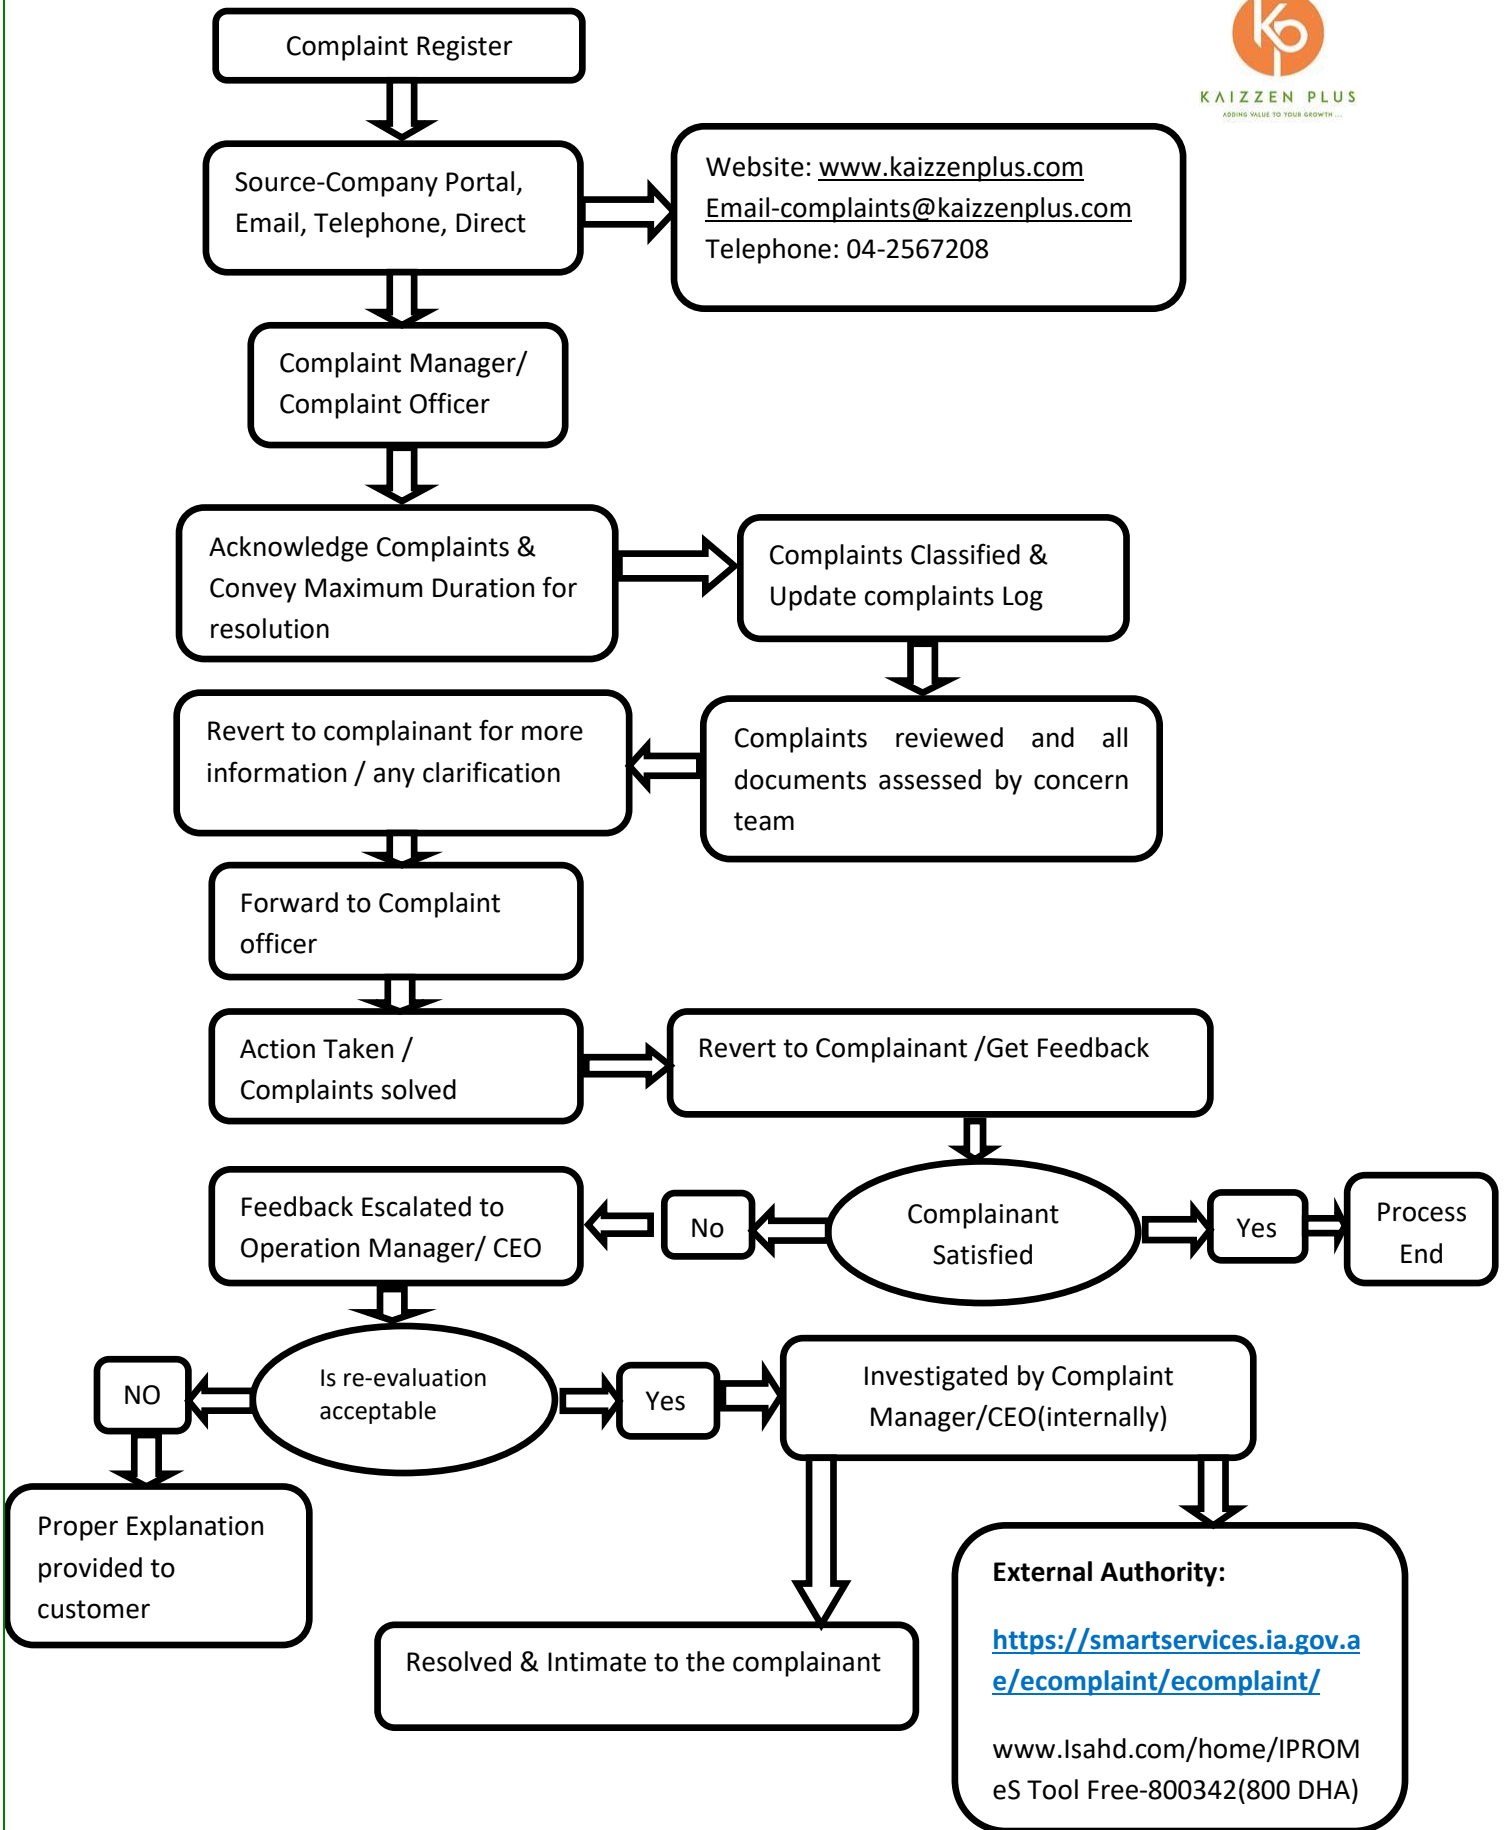 KAIZZEN PLUS
ADDING VALUE TO YOUR GROWTH ...
Complaint Register
Source-Company Portal,
Email, Telephone, Direct
Website: www.kaizzenplus.com
Email-complaints@kaizzenplus.com
Telephone: 04-2567208
Complaint Manager/
Complaint Officer
Acknowledge Complaints &
Convey Maximum Duration for
resolution
Complaints Classified &
Update complaints Log
Revert to complainant for more
information / any clarification
Complaints reviewed and all
documents assessed by concern
team
Forward to Complaint
officer
Action Taken /
Complaints solved
Revert to Complainant /Get Feedback
Feedback Escalated to
Operation Manager/ CEO
No
Complainant
Satisfied
Yes
Process
End
NO
Is re-evaluation
acceptable
Yes
Investigated by Complaint
Manager/CEO(internally)
Proper Explanation
provided to
customer
Resolved & Intimate to the complainant
External Authority:
https://smartservices.ia.gov.a
e/ecomplaint/ecomplaint/
www.Isahd.com/home/IPROM
eS Tool Free-800342(800 DHA)